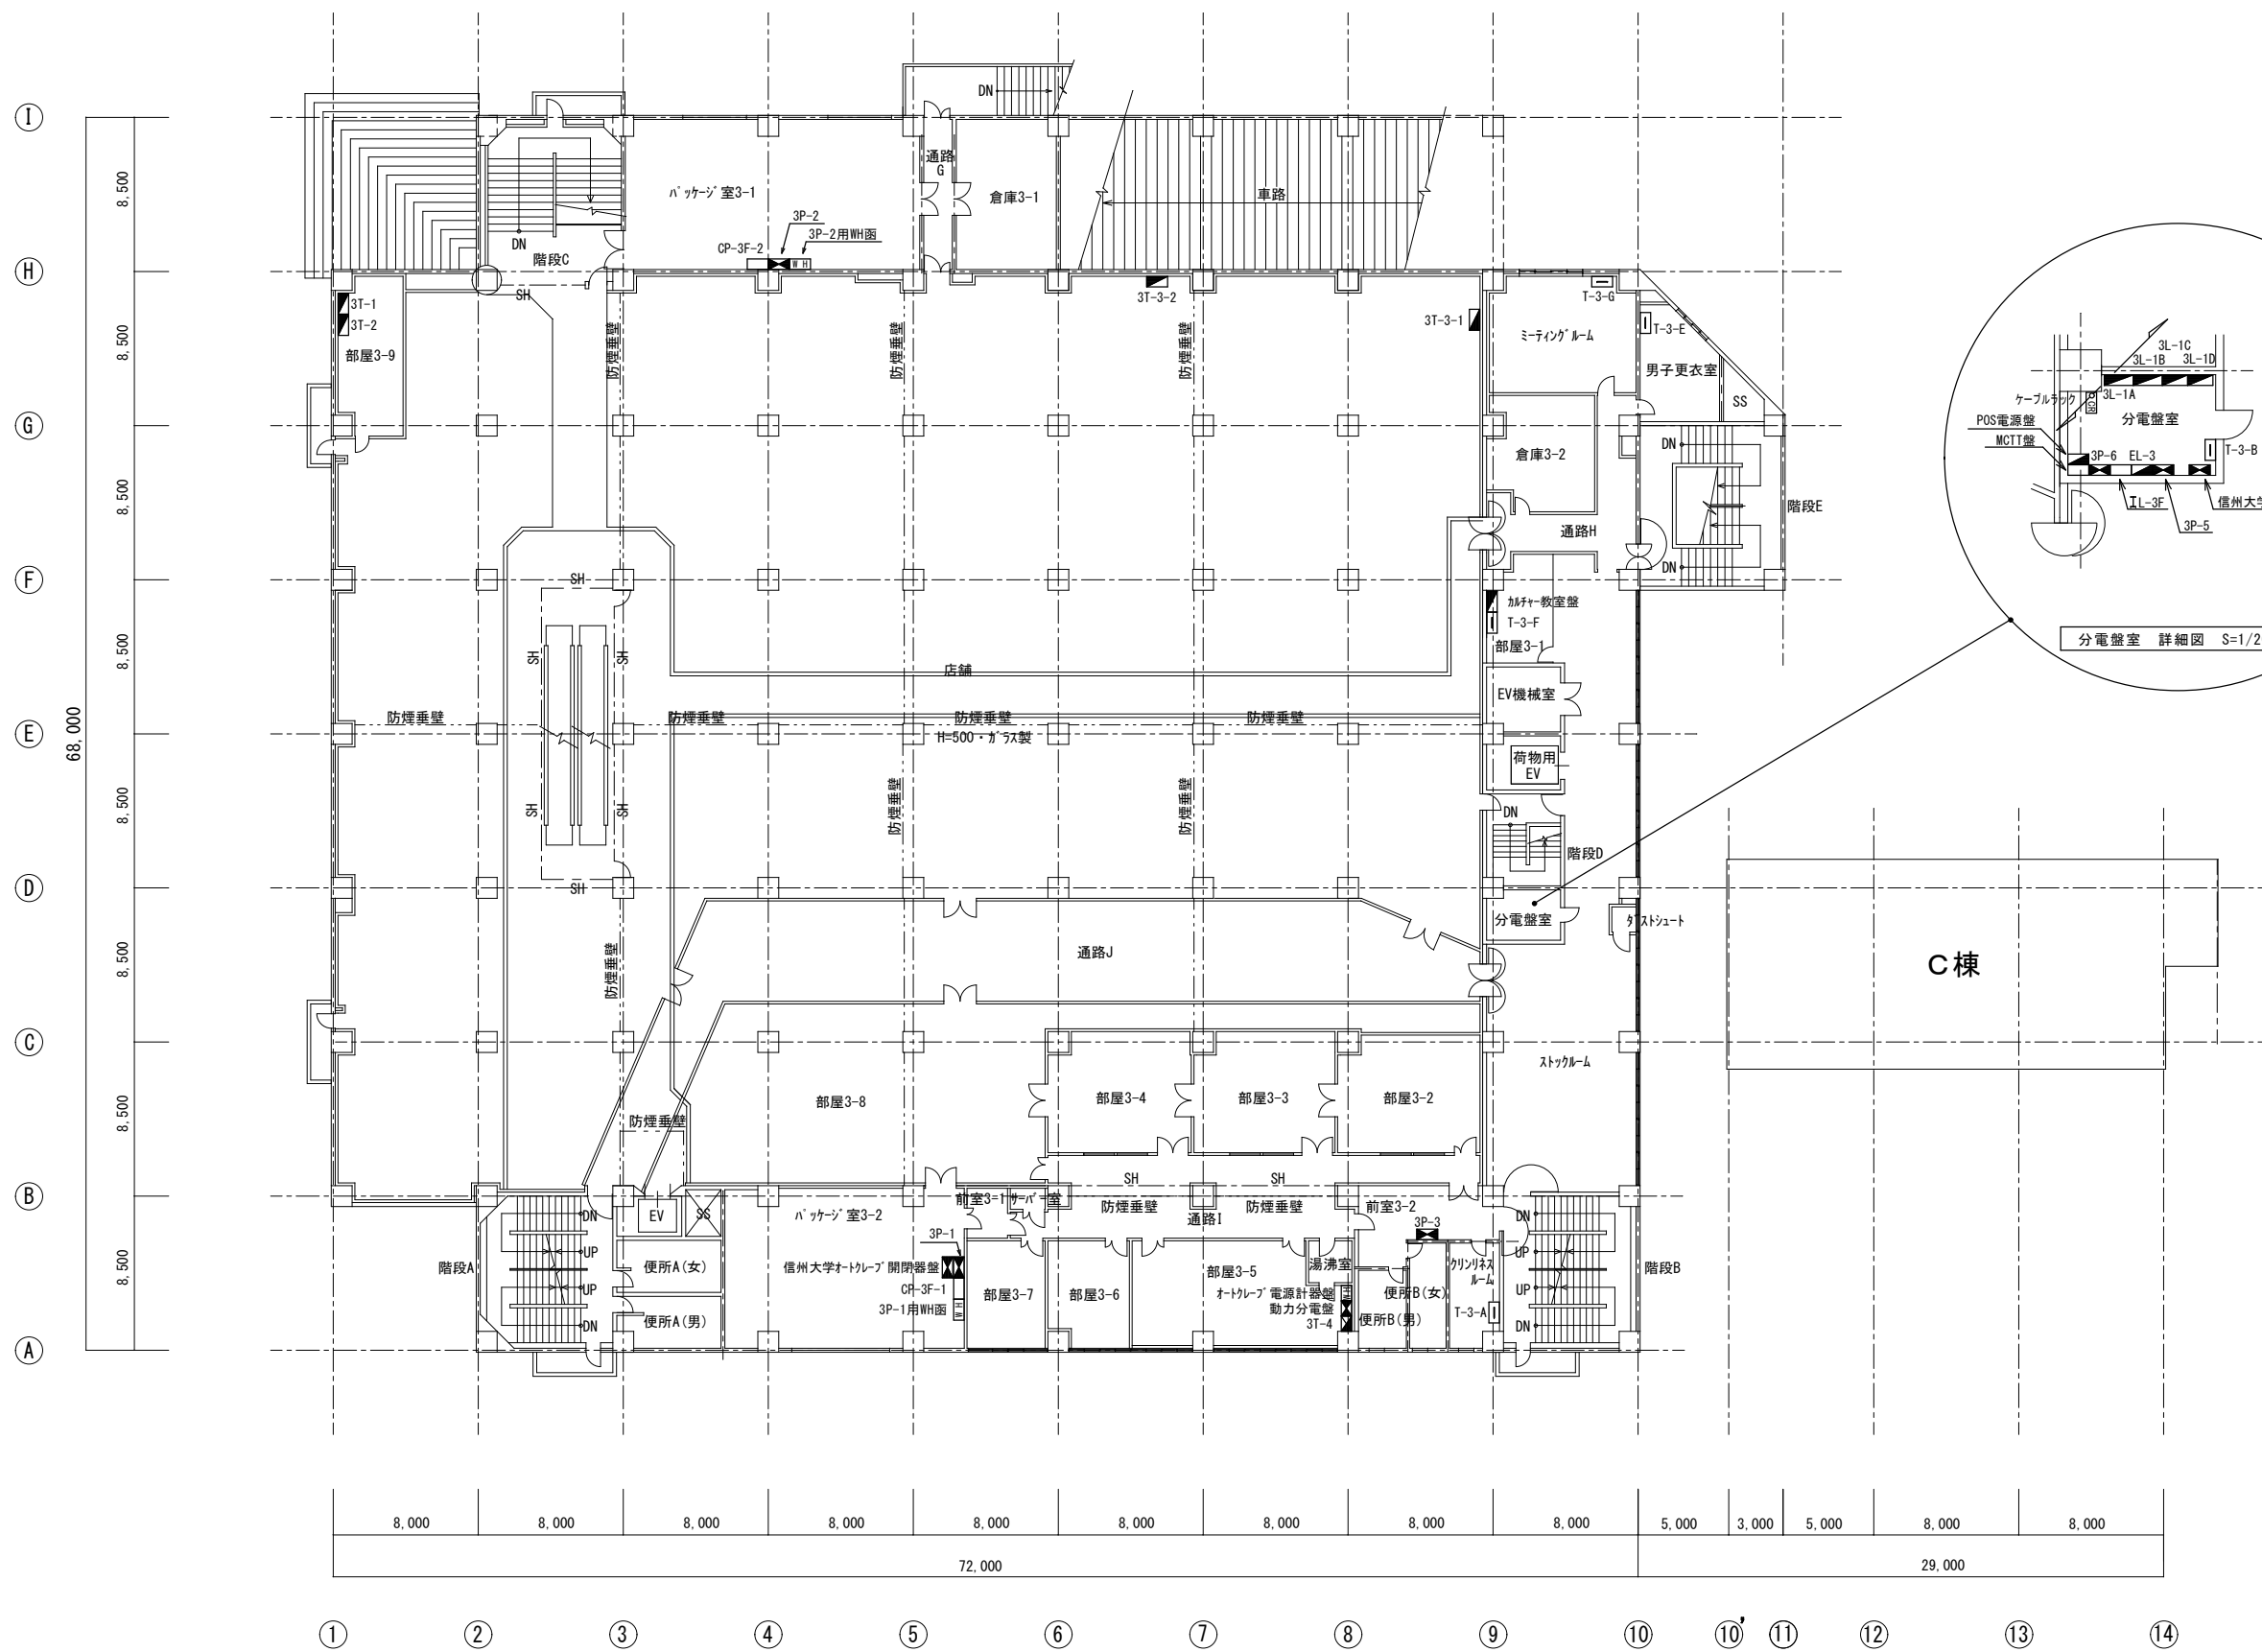 Ⓘ
DN
通路
G
8,500
パッケージ室3-1
倉庫3-1
車路
3P-2
3P-2用WH函
CP-3F-2
W H
DN
階段C
Ⓗ
SH
3T-1
3T-2
3T-3-2
3T-3-1
T-3-G
T-3-E
8,500
部屋3-9
防煙垂壁
防煙垂壁
防煙垂壁
ミーティングルーム
男子更衣室
SS
3L-1C
3L-1B
3L-1D
3L-1A
ケーブルラック
CR
分電盤室
POS電源盤
MCTT盤
3P-6
EL-3
T-3-B
IL-3F
3P-5
信州大学
分電盤室 詳細図 S=1/2
Ⓖ
DN
倉庫3-2
8,500
階段E
通路H
DN
Ⓕ
SH
カルチャー教室盤
T-3-F
部屋3-1
8,500
SH
SH
店舗
EV機械室
68,000
防煙垂壁
防煙垂壁
防煙垂壁
防煙垂壁
Ⓔ
H=500・ガラス製
荷物用
EV
8,500
SH
SH
防煙垂壁
防煙垂壁
DN
階段D
Ⓓ
SH
分電盤室
ダストシュート
8,500
防煙垂壁
通路J
C棟
Ⓒ
ストックルーム
8,500
部屋3-8
部屋3-4
部屋3-3
部屋3-2
防煙垂壁
SH
SH
Ⓑ
前室3-1
サーバー室
防煙垂壁
防煙垂壁
前室3-2
DN
EV
SS
パッケージ室3-2
通路I
3P-3
DN
UP
3P-1
UP
8,500
階段A
便所A(女)
信州大学オートクレーブ開閉器盤
湯沸室
クリンリネス
ルーム
階段B
部屋3-5
CP-3F-1
部屋3-7
部屋3-6
オートクレーブ電源計器盤
便所B(女)
UP
UP
3P-1用WH函
W H
動力分電盤
T-3-A
便所A(男)
DN
3T-4
便所B(男)
DN
Ⓐ
8,000
8,000
8,000
8,000
8,000
8,000
8,000
8,000
8,000
5,000
3,000
5,000
8,000
8,000
72,000
29,000
①
②
③
④
⑤
⑥
⑦
⑧
⑨
⑩
⑩'
⑪
⑫
⑬
⑭